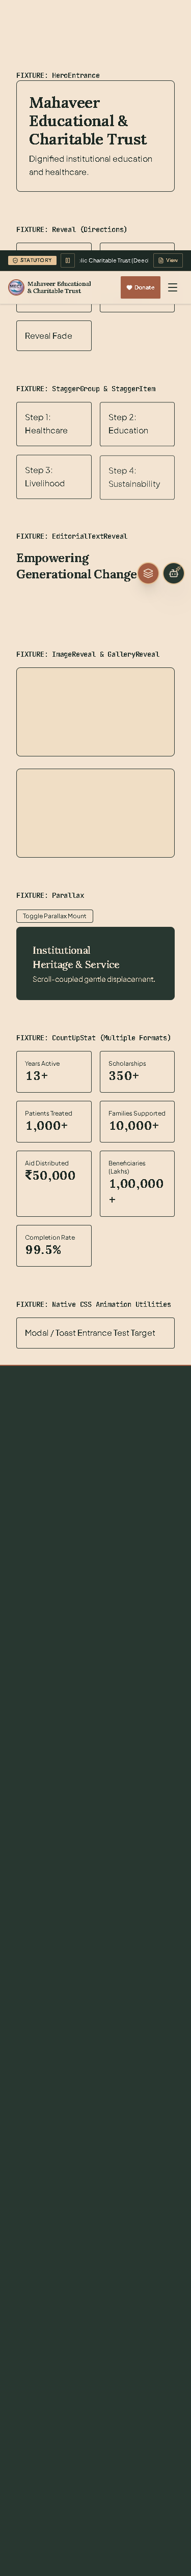 FIXTURE: HeroEntrance
Mahaveer
Educational &
Charitable Trust
Dignified institutional education
and healthcare.
FIXTURE: Reveal (Directions)
STATUTORY
lic Charitable Trust (Deed
View
Mahaveer Educational
& Charitable Trust
Donate
Reveal Fade
FIXTURE: StaggerGroup & StaggerItem
Step 1:
Healthcare
Step 2:
Education
Step 3:
Livelihood
Step 4:
Sustainability
FIXTURE: EditorialTextReveal
Empowering
Generational Change
FIXTURE: ImageReveal & GalleryReveal
FIXTURE: Parallax
Toggle Parallax Mount
Institutional
Heritage & Service
Scroll-coupled gentle displacement.
FIXTURE: CountUpStat (Multiple Formats)
Years Active
13+
Scholarships
350+
Patients Treated
1,000+
Families Supported
10,000+
Aid Distributed
₹50,000
Beneficiaries
(Lakhs)
1,00,000
+
Completion Rate
99.5%
FIXTURE: Native CSS Animation Utilities
Modal / Toast Entrance Test Target